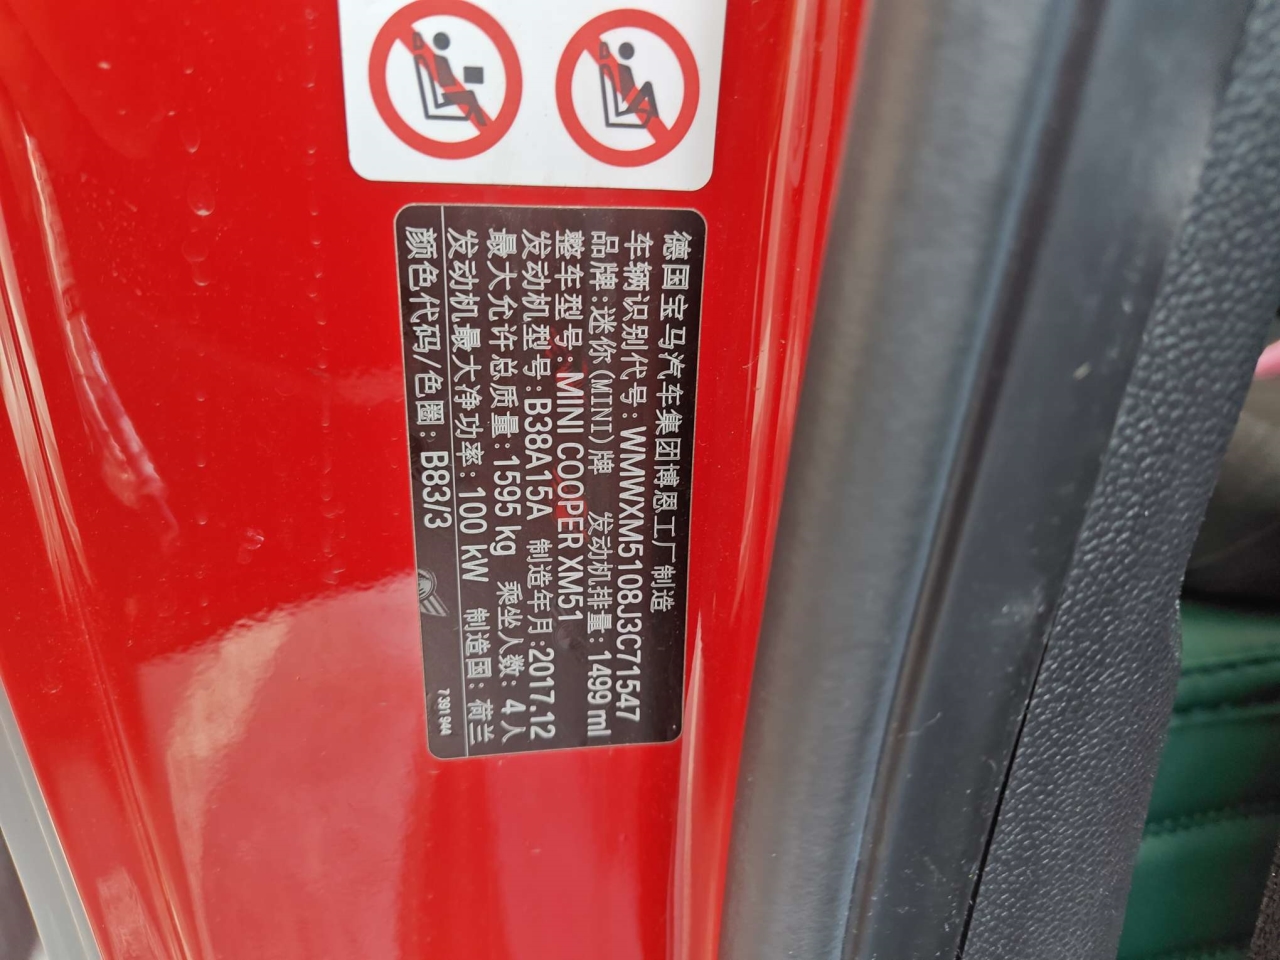 德国宝马汽车集团博恩工厂制造
车辆识别代号: WMWXM5108J3C71547
品牌:迷你(MINI)牌 发动机排量: 1499 ml
整车型号: MINI COOPER XM51
发动机型号: B38A15A 制造年月:2017.12
最大允许总质量: 1595 kg 乘坐人数: 4人
发动机最大净功率: 100 kW 制造国: 荷兰
颜色代码/色圈: B83/3
7 391 944